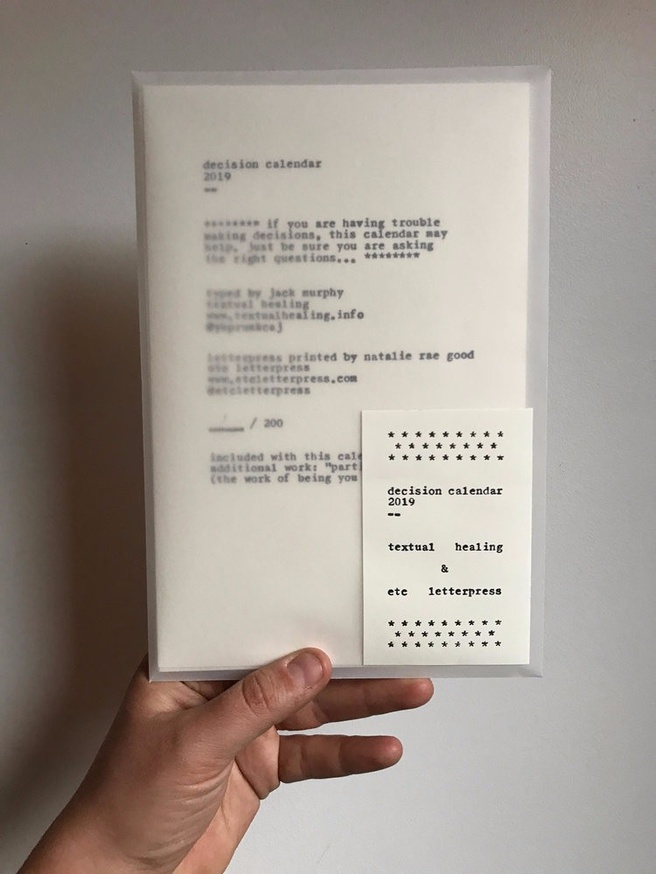 decision calendar
2019
--
******** if you are having trouble
making decisions, this calendar may
help. just be sure you are asking
the right questions... ********
typed by jack murphy
textual healing
www.textualhealing.info
letterpress printed by natalie rae good
etc letterpress
www.etcletterpress.com
@etcletterpress
/ 200
included with this cale
additional work: "part
(the work of being you
* * * * * * * * *
* * * * * * * *
* * * * * * * * *
decision calendar
2019
--
textual healing
&
etc letterpress
* * * * * * * * *
* * * * * * * *
* * * * * * * * *